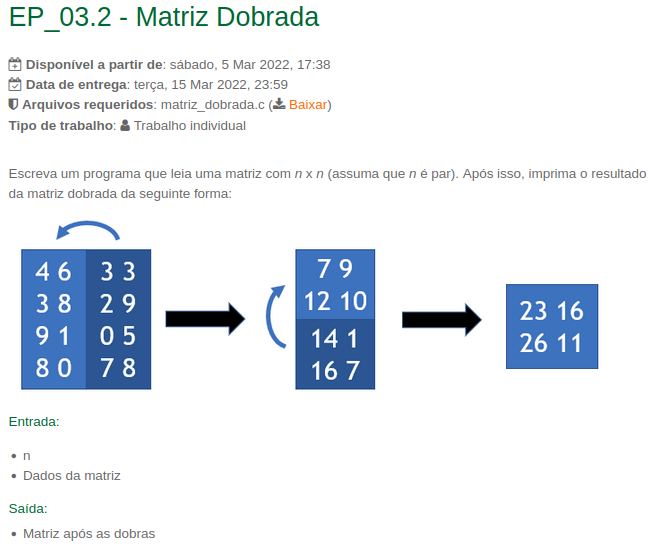 EP_03.2 - Matriz Dobrada
Disponível a partir de: sábado, 5 Mar 2022, 17:38
Data de entrega: terça, 15 Mar 2022, 23:59
Arquivos requeridos: matriz_dobrada.c (Baixar)
Tipo de trabalho: Trabalho individual
Escreva um programa que leia uma matriz com n x n (assuma que n é par). Após isso, imprima o resultado
da matriz dobrada da seguinte forma:
4 6 3 3
3 8 2 9
9 1 0 5
8 0 7 8
7 9
12 10
14 1
16 7
23 16
26 11
Entrada:
• n
• Dados da matriz
Saída:
• Matriz após as dobras